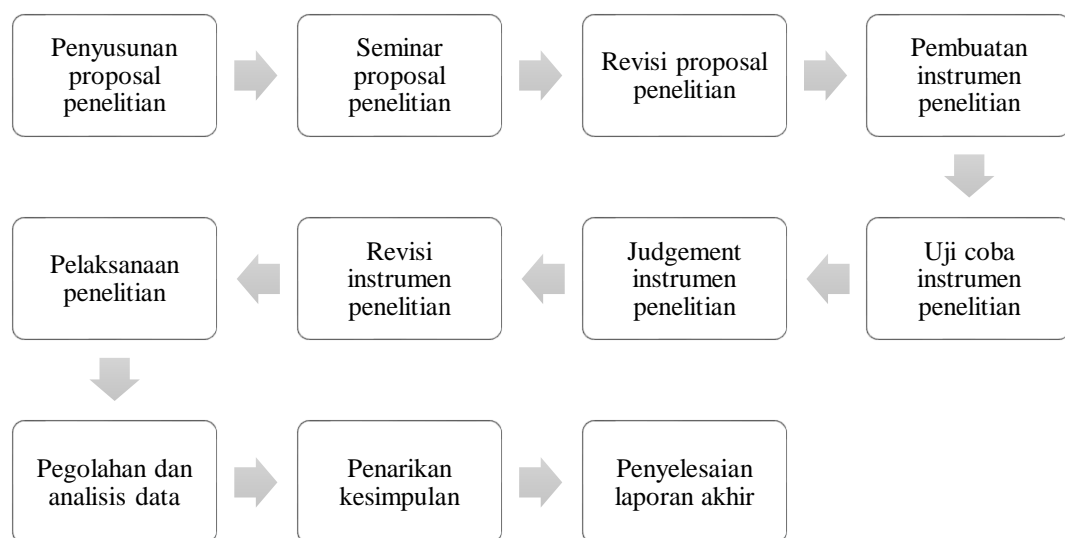 Penyusunan
proposal
penelitian
Seminar
proposal
penelitian
Revisi proposal
penelitian
Pembuatan
instrumen
penelitian
Uji coba
instrumen
penelitian
Judgement
instrumen
penelitian
Revisi
instrumen
penelitian
Pelaksanaan
penelitian
Pegolahan dan
analisis data
Penarikan
kesimpulan
Penyelesaian
laporan akhir